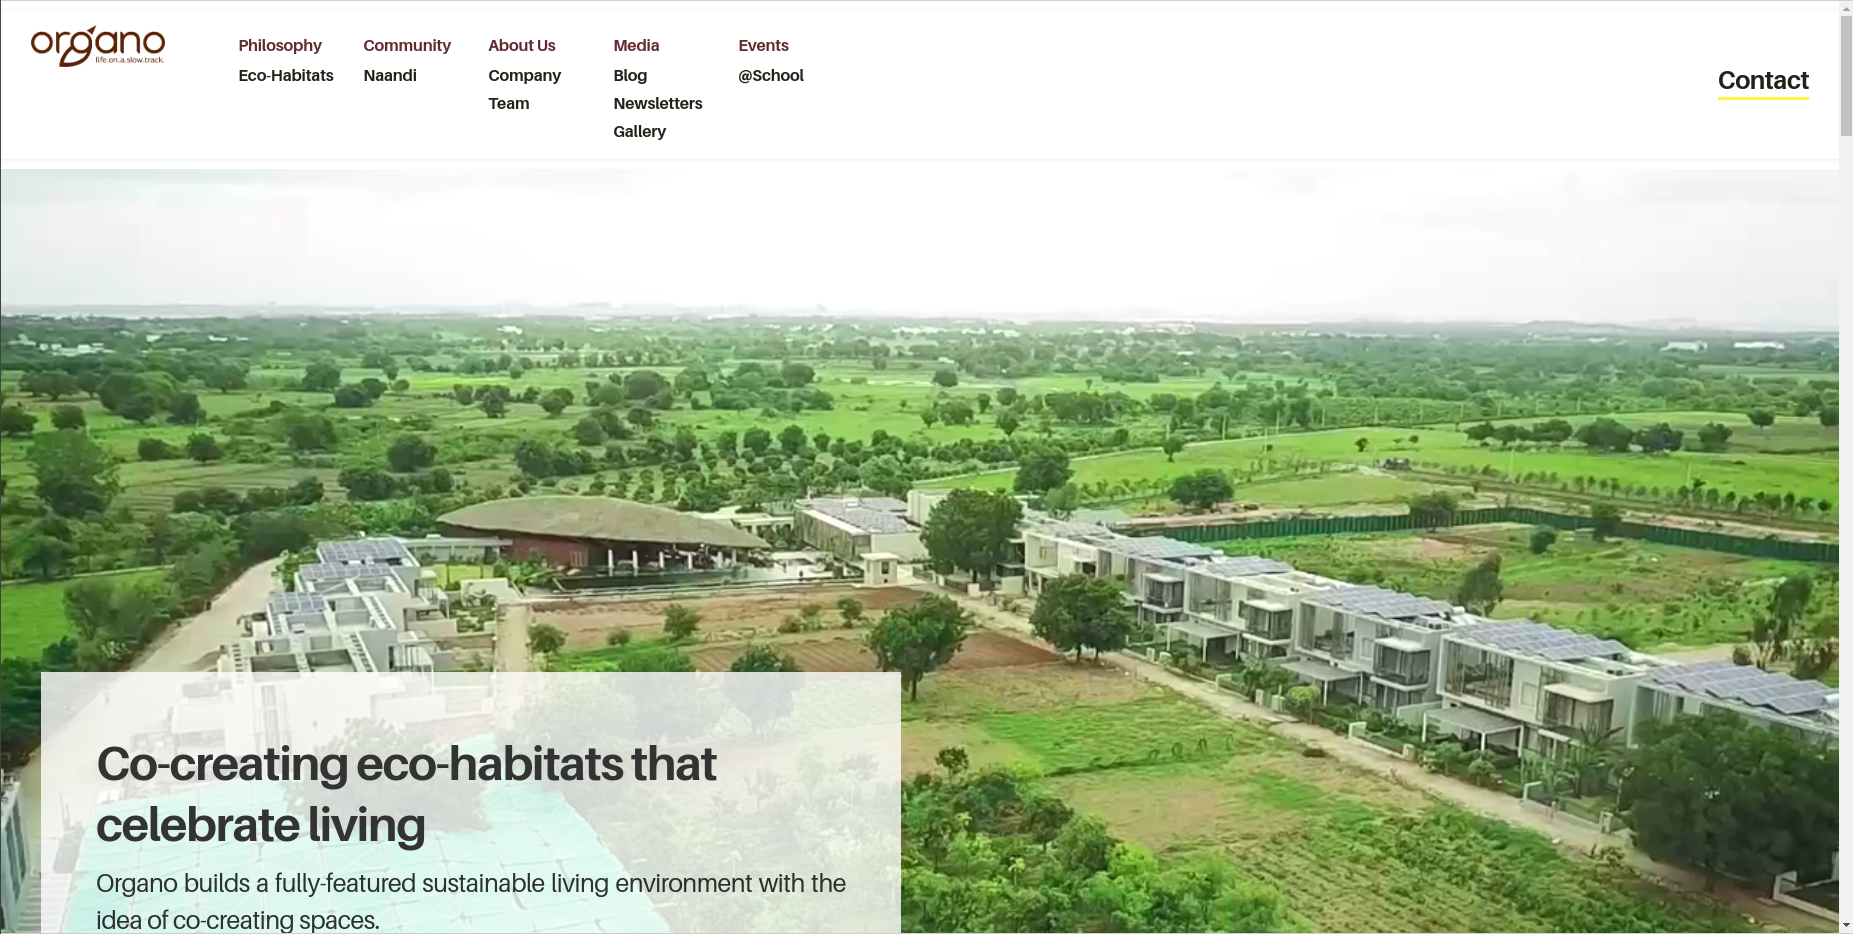 organo
life.on.a.slow.track.
Philosophy
Eco-Habitats
Community
Naandi
About Us
Company
Team
Media
Blog
Newsletters
Gallery
Events
@School
Contact
Co-creating eco-habitats that
celebrate living
Organo builds a fully-featured sustainable living environment with the
idea of co-creating spaces.